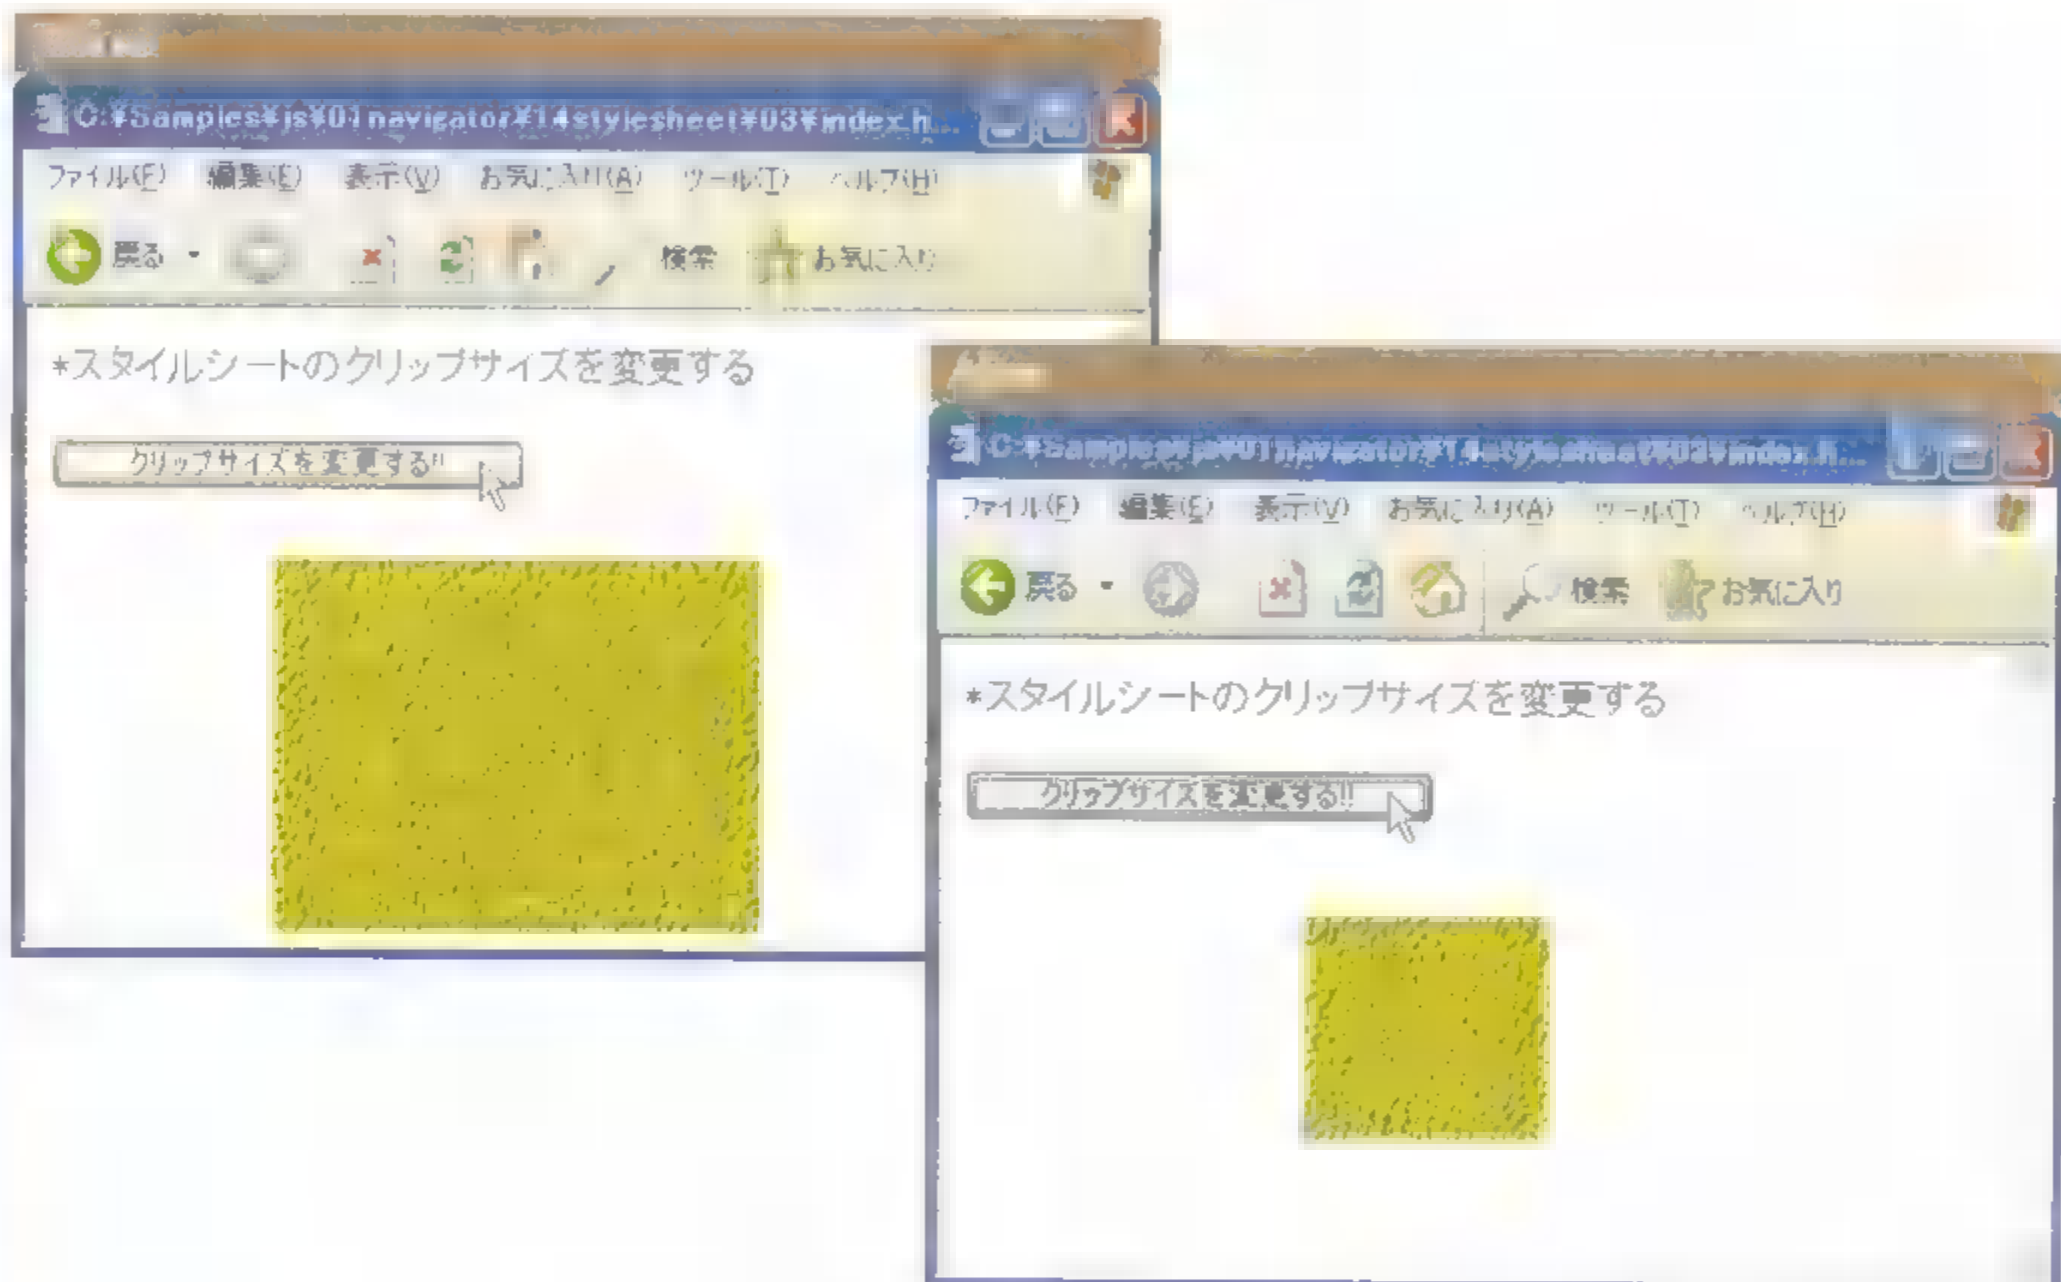 C:¥Samples¥js¥01navigator¥14stylesheet¥03¥index.h...
ファイル(F) 編集(E) 表示(V) お気に入り(A) ツール(T) ヘルプ(H)
戻る 検索 お気に入り
*スタイルシートのクリップサイズを変更する
クリップサイズを変更する!!
C:¥Samples¥js¥01navigator¥14stylesheet¥03¥index.h...
ファイル(F) 編集(E) 表示(V) お気に入り(A) ツール(T) ヘルプ(H)
戻る 検索 お気に入り
*スタイルシートのクリップサイズを変更する
クリップサイズを変更する!!